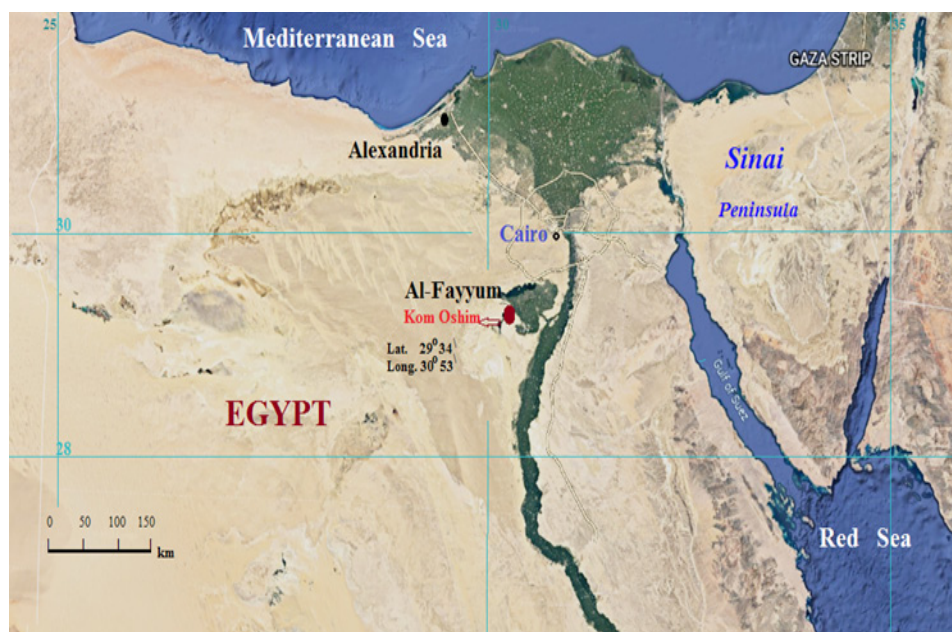 25
30
35
Mediterranean Sea
GAZA STRIP
Alexandria
Sinai
Peninsula
30
Cairo
Al-Fayyum
Kom Oshim
Lat. 29° 34\
Long. 30° 53
Gulf of Suez
EGYPT
28
0 50 100 150
km
Red Sea